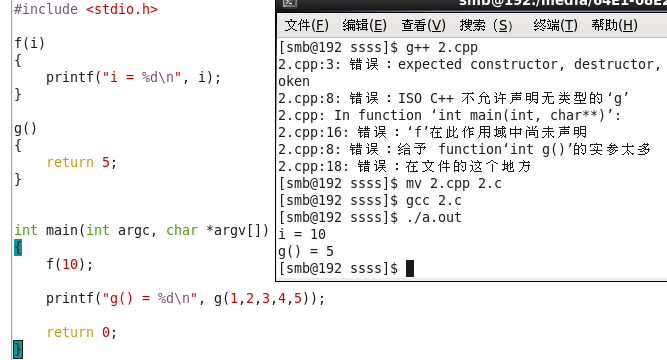 #include <stdio.h>
f(i)
{
printf("i = %d\n", i);
}
g()
{
return 5;
}
int main(int argc, char *argv[])
{
f(10);
printf("g() = %d\n", g(1,2,3,4,5));
return 0;
}
文件(F) 编辑(E) 查看(V) 搜索 (S) 终端(T) 帮助(H)
[smb@192 ssss]$ g++ 2.cpp
2.cpp:3: 错误：expected constructor, destructor,
oken
2.cpp:8: 错误：ISO C++ 不允许声明无类型的‘g’
2.cpp: In function ‘int main(int, char**)’:
2.cpp:16: 错误：‘f’在此作用域中尚未声明
2.cpp:8: 错误：给予 function‘int g()’的实参太多
2.cpp:18: 错误：在文件的这个地方
[smb@192 ssss]$ mv 2.cpp 2.c
[smb@192 ssss]$ gcc 2.c
[smb@192 ssss]$ ./a.out
i = 10
g() = 5
[smb@192 ssss]$